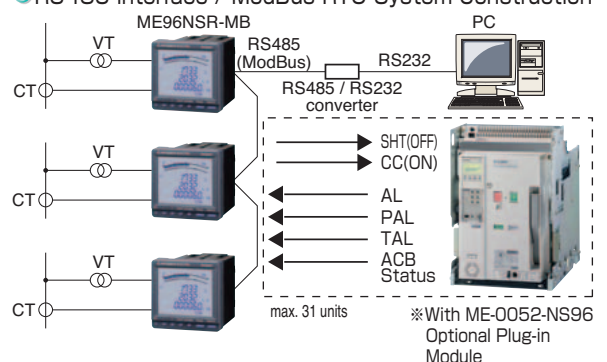 RS485 Interface / ModBus RTU System Construction
ME96NSR-MB
PC
VT
RS485
(ModBus)
RS232
CT
RS485 / RS232
converter
VT
SHT(OFF)
CC(ON)
CT
AL
PAL
TAL
ACB
Status
VT
CT
max. 31 units
※With ME-0052-NS96
Optional Plug-in
Module